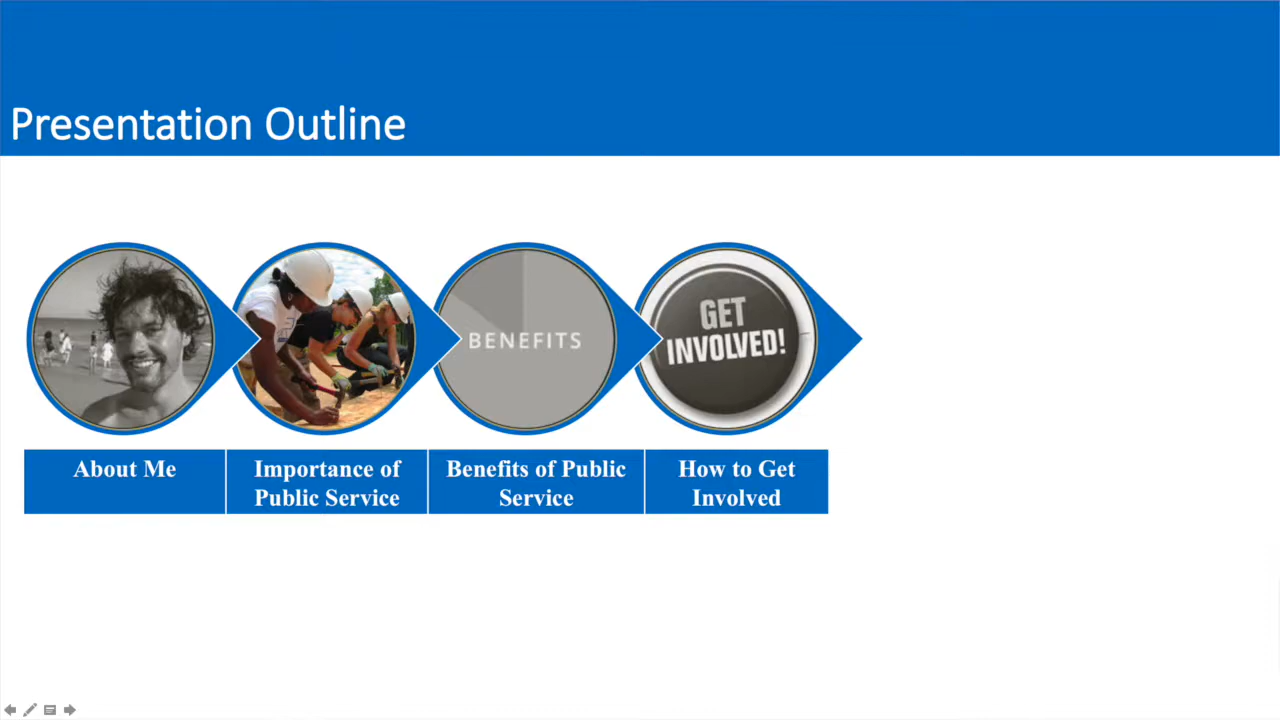 Presentation Outline
BENEFITS
GET
INVOLVED!
About Me
Importance of
Public Service
Benefits of Public
Service
How to Get
Involved